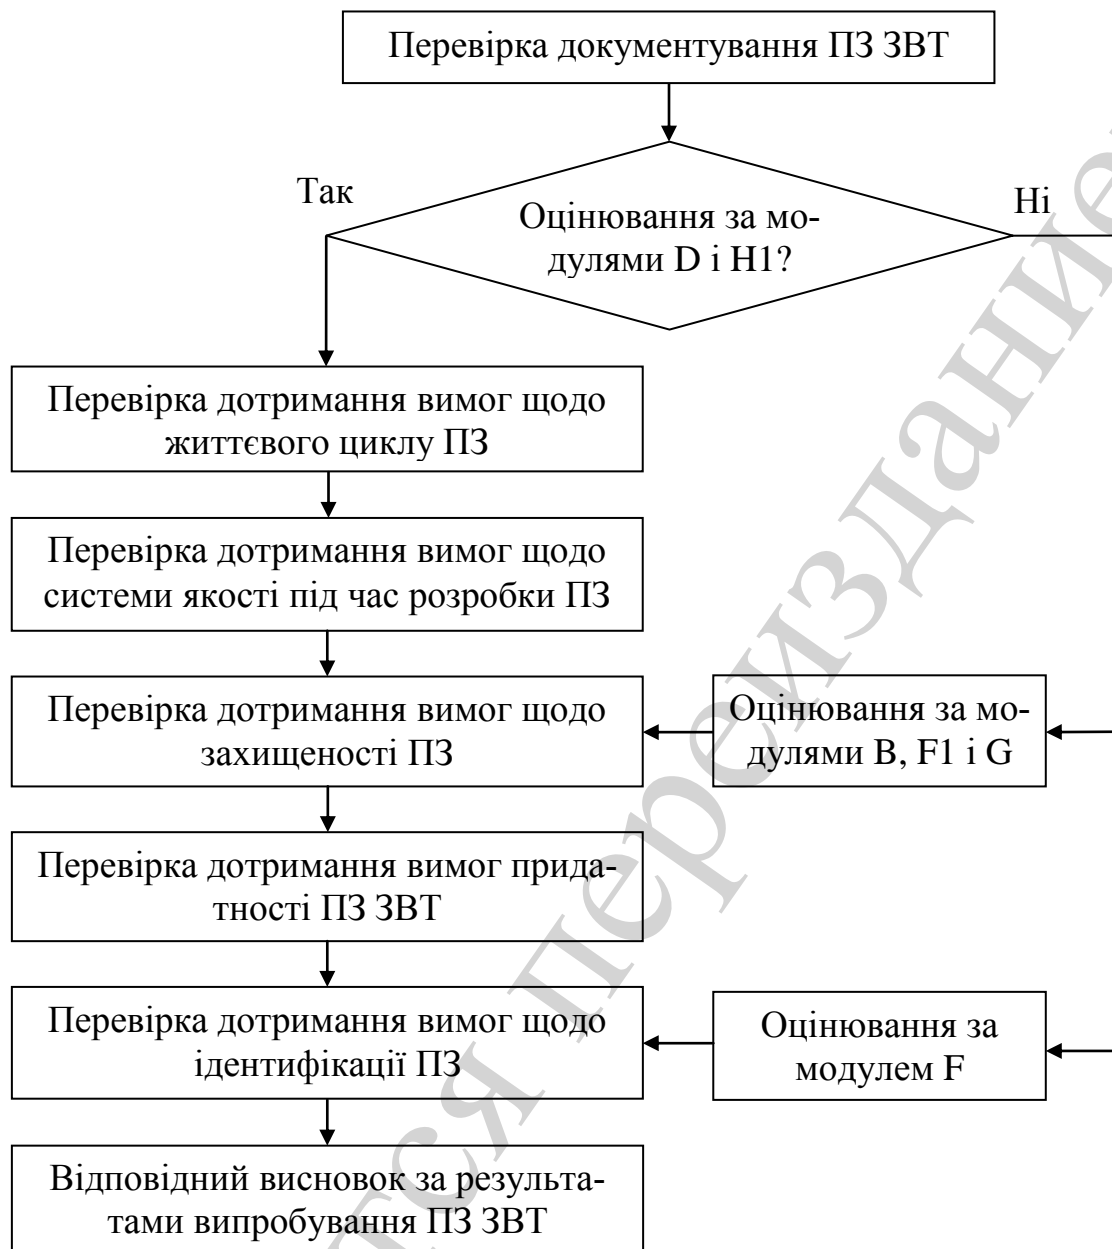 Перевірка документування ПЗ ЗВТ
Так
Ні
Оцінювання за мо-
дулями D і H1?
Перевірка дотримання вимог щодо
життєвого циклу ПЗ
Перевірка дотримання вимог щодо
системи якості під час розробки ПЗ
Перевірка дотримання вимог щодо
захищеності ПЗ
Оцінювання за мо-
дулями B, F1 і G
Перевірка дотримання вимог прида-
тності ПЗ ЗВТ
Перевірка дотримання вимог щодо
ідентифікації ПЗ
Оцінювання за
модулем F
Відповідний висновок за результа-
тами випробування ПЗ ЗВТ
тся переиздание